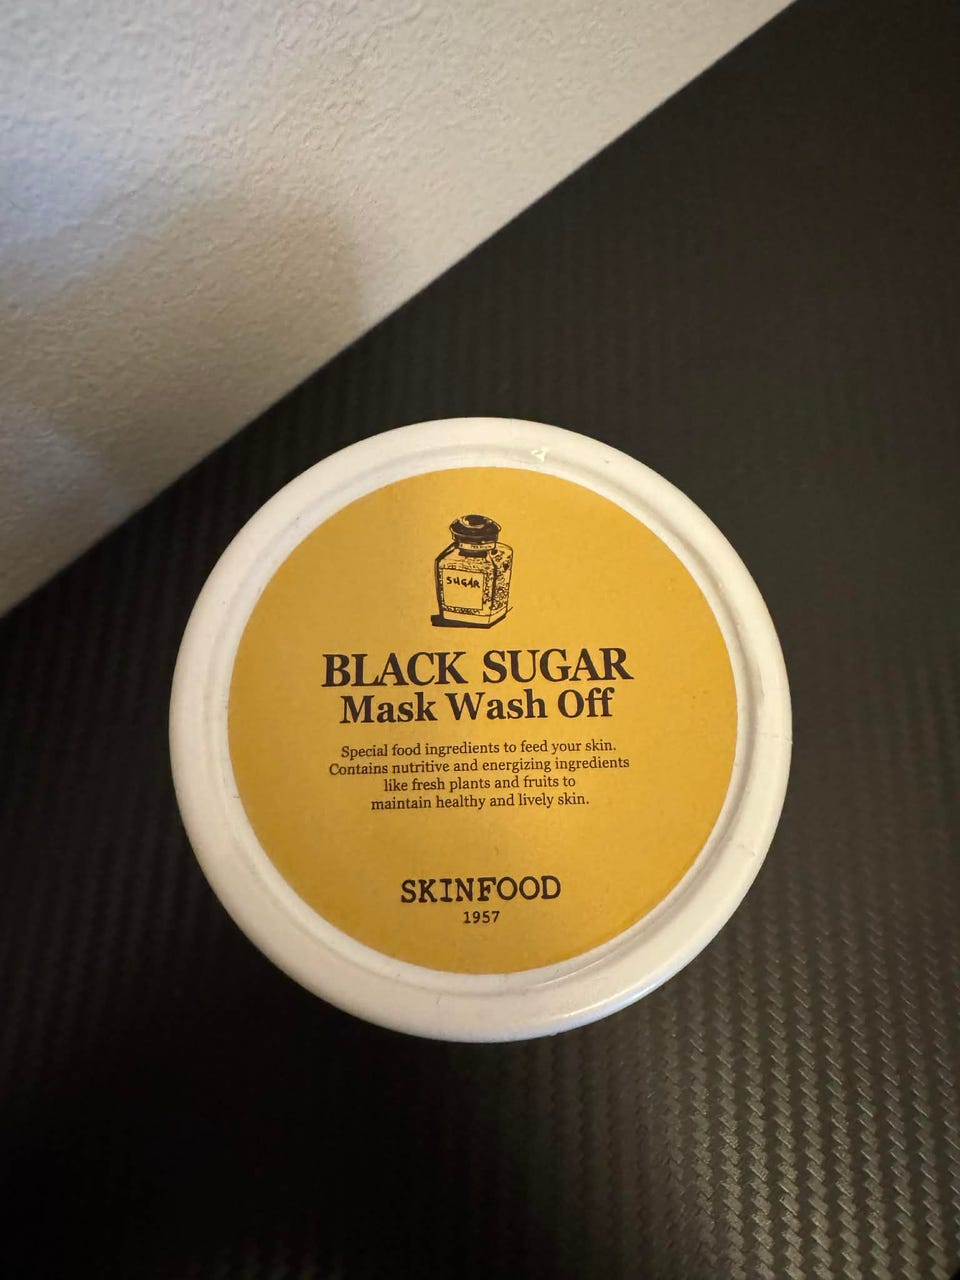 SUGAR
BLACK SUGAR
Mask Wash Off
Special food ingredients to feed your skin.
Contains nutritive and energizing ingredients
like fresh plants and fruits to
maintain healthy and lively skin.
SKINFOOD
1957